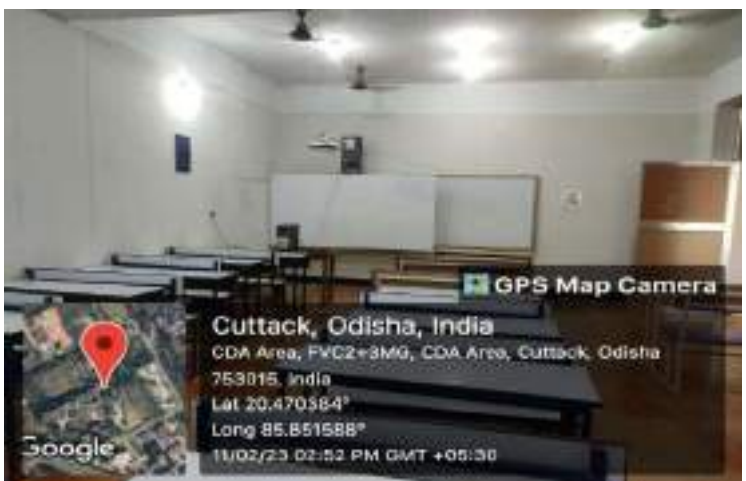 GPS Map Camera
Cuttack, Odisha, India
CDA Area, FVC2+3MG, CDA Area, Cuttack, Odisha
753015, India
Lat 20.470384°
Long 85.851588°
11/02/23 02:52 PM GMT +05:30
Google